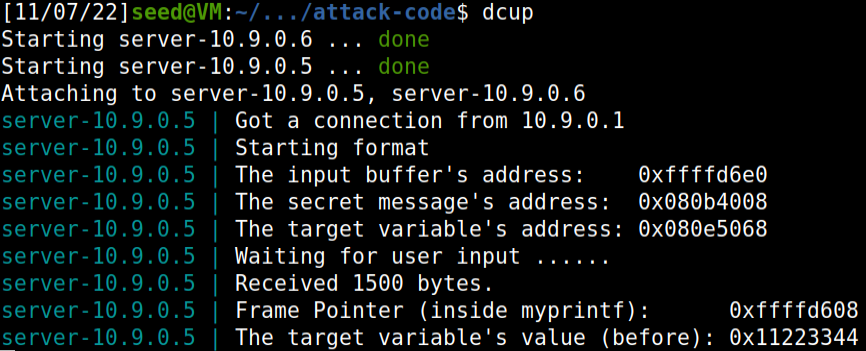 [11/07/22]seed@VM:~/.../attack-code$ dcup
Starting server-10.9.0.6 ... done
Starting server-10.9.0.5 ... done
Attaching to server-10.9.0.5, server-10.9.0.6
server-10.9.0.5 | Got a connection from 10.9.0.1
server-10.9.0.5 | Starting format
server-10.9.0.5 | The input buffer's address:    0xffffd6e0
server-10.9.0.5 | The secret message's address:  0x080b4008
server-10.9.0.5 | The target variable's address: 0x080e5068
server-10.9.0.5 | Waiting for user input ......
server-10.9.0.5 | Received 1500 bytes.
server-10.9.0.5 | Frame Pointer (inside myprintf):      0xffffd608
server-10.9.0.5 | The target variable's value (before): 0x11223344